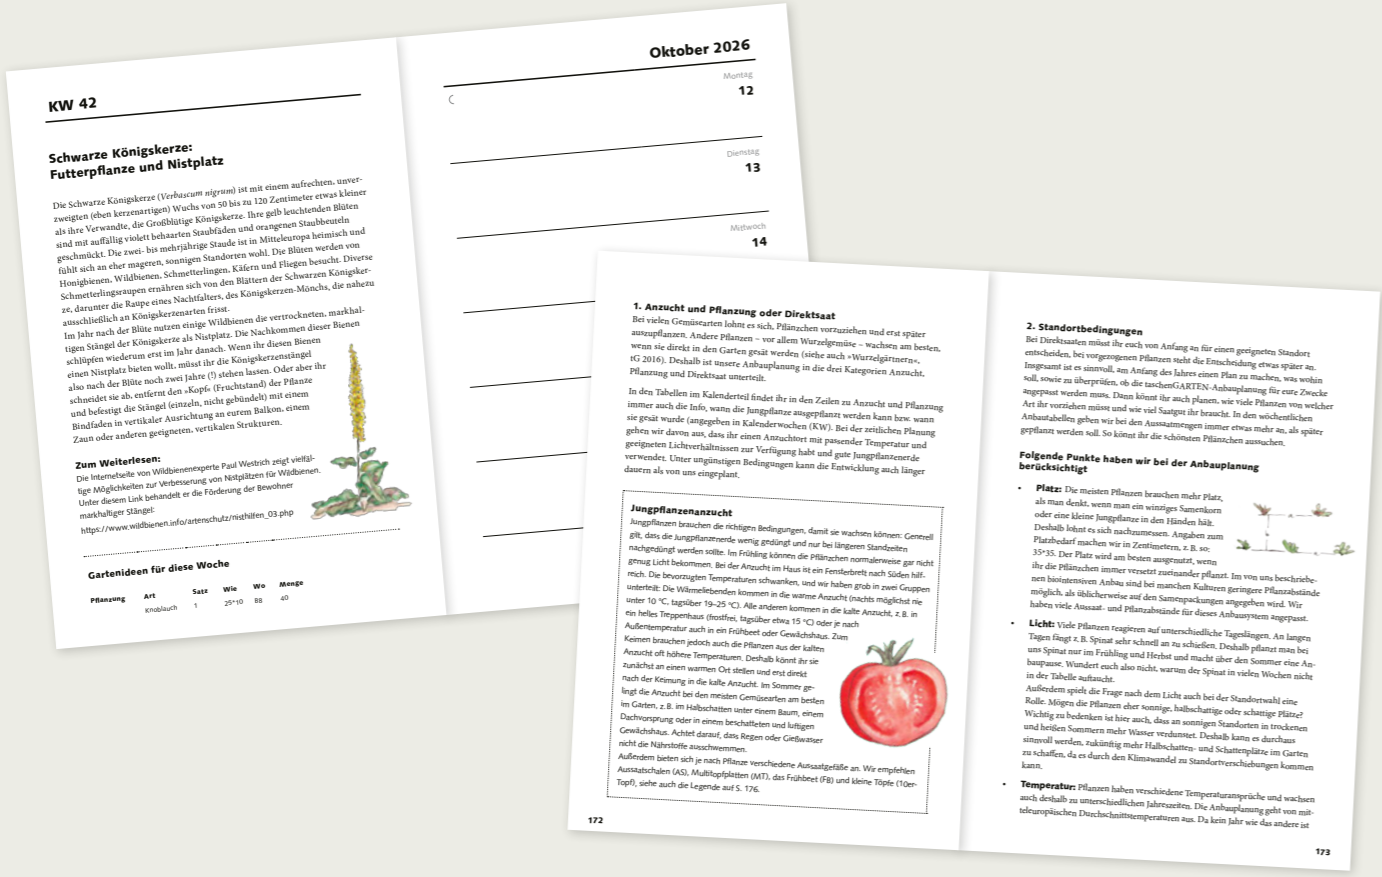 KW 42
Schwarze Königskerze:
Futterpflanze und Nistplatz
Die Schwarze Königskerze (Verbascum nigrum) ist mit einem aufrechten, unver-
zweigten (eben kerzenartigen) Wuchs von 50 bis zu 120 Zentimeter etwas kleiner
als ihre Verwandte, die Großblütige Königskerze. Ihre gelb leuchtenden Blüten
sind mit auffällig violett behaarten Staubfäden und orangenen Staubbeuteln
geschmückt. Die zwei- bis mehrjährige Staude ist in Mitteleuropa heimisch und
fühlt sich an eher mageren, sonnigen Standorten wohl. Die Blüten werden von
Honigbienen, Wildbienen, Schmetterlingen, Käfern und Fliegen besucht. Diverse
Schmetterlingsraupen ernähren sich von den Blättern der Schwarzen Königsker-
ze, darunter die Raupe eines Nachtfalters, des Königskerzen-Mönchs, die nahezu
ausschließlich an Königskerzenarten frisst.
Im Jahr nach der Blüte nutzen einige Wildbienen die vertrockneten, markhal-
tigen Stängel der Königskerze als Nistplatz. Die Nachkommen dieser Bienen
schlüpfen wiederum erst im Jahr danach. Wenn ihr diesen Bienen
einen Nistplatz bieten wollt, müsst ihr die Königskerzenstängel
also nach der Blüte noch zwei Jahre (!) stehen lassen. Oder aber ihr
schneidet sie ab, entfernt den »Kopf« (Fruchtstand) der Pflanze
und befestigt die Stängel (einzeln, nicht gebündelt) mit einem
Bindfaden in vertikaler Ausrichtung an eurem Balkon, einem
Zaun oder anderen geeigneten, vertikalen Strukturen.
Zum Weiterlesen:
Die Internetseite von Wildbienenexperte Paul Westrich zeigt vielfäl-
tige Möglichkeiten zur Verbesserung von Nistplätzen für Wildbienen.
Unter diesem Link behandelt er die Förderung der Bewohner
markhaltiger Stängel:
https://www.wildbienen.info/artenschutz/nisthilfen_03.php
Gartenideen für diese Woche
Pflanzung Art Satz Wie Wo Menge
Knoblauch 1 25*10 BB 40
Oktober 2026
Montag
12
Dienstag
13
Mittwoch
14
1. Anzucht und Pflanzung oder Direktsaat
Bei vielen Gemüsearten lohnt es sich, Pflänzchen vorzuziehen und erst später
auszupflanzen. Andere Pflanzen – vor allem Wurzelgemüse – wachsen am besten,
wenn sie direkt in den Garten gesät werden (siehe auch »Wurzelgärtnern«,
tG 2016). Deshalb ist unsere Anbauplanung in die drei Kategorien Anzucht,
Pflanzung und Direktsaat unterteilt.
In den Tabellen im Kalenderteil findet ihr in den Zeilen zu Anzucht und Pflanzung
immer auch die Info, wann die Jungpflanze ausgepflanzt werden kann bzw. wann
sie gesät wurde (angegeben in Kalenderwochen (KW). Bei der zeitlichen Planung
gehen wir davon aus, dass ihr einen Anzuchtort mit passender Temperatur und
geeigneten Lichtverhältnissen zur Verfügung habt und gute Jungpflanzenerde
verwendet. Unter ungünstigen Bedingungen kann die Entwicklung auch länger
dauern als von uns eingeplant.
Jungpflanzenanzucht
Jungpflanzen brauchen die richtigen Bedingungen, damit sie wachsen können: Generell
gilt, dass die Jungpflanzenerde wenig gedüngt und nur bei längeren Standzeiten
nachgedüngt werden sollte. Im Frühling können die Pflänzchen normalerweise gar nicht
genug Licht bekommen. Bei der Anzucht im Haus ist ein Fensterbrett nach Süden hilf-
reich. Die bevorzugten Temperaturen schwanken, und wir haben grob in zwei Gruppen
unterteilt: Die Wärmeliebenden kommen in die warme Anzucht (nachts möglichst nie
unter 10 °C, tagsüber 19–25 °C). Alle anderen kommen in die kalte Anzucht, z. B. in
ein helles Treppenhaus (frostfrei, tagsüber etwa 15 °C) oder je nach
Außentemperatur auch in ein Frühbeet oder Gewächshaus. Zum
Keimen brauchen jedoch auch die Pflanzen aus der kalten
Anzucht oft höhere Temperaturen. Deshalb könnt ihr sie
zunächst an einen warmen Ort stellen und erst direkt
nach der Keimung in die kalte Anzucht. Im Sommer ge-
lingt die Anzucht bei den meisten Gemüsearten am besten
im Garten, z. B. im Halbschatten unter einem Baum, einem
Dachvorsprung oder in einem beschatteten und luftigen
Gewächshaus. Achtet darauf, dass Regen oder Gießwasser
nicht die Nährstoffe ausschwemmen.
Außerdem bieten sich je nach Pflanze verschiedene Aussaatgefäße an. Wir empfehlen
Aussaatschalen (AS), Multitopfplatten (MT), das Frühbeet (FB) und kleine Töpfe (10er-
Topf), siehe auch die Legende auf S. 176.
172
2. Standortbedingungen
Bei Direktsaaten müsst ihr euch von Anfang an für einen geeigneten Standort
entscheiden, bei vorgezogenen Pflanzen steht die Entscheidung etwas später an.
Insgesamt ist es sinnvoll, am Anfang des Jahres einen Plan zu machen, was wohin
soll, sowie zu überprüfen, ob die taschenGARTEN-Anbauplanung für eure Zwecke
angepasst werden muss. Dann könnt ihr auch planen, wie viele Pflanzen von welcher
Art ihr vorziehen müsst und wie viel Saatgut ihr braucht. In den wöchentlichen
Anbautabellen geben wir bei den Aussaatmengen immer etwas mehr an, als später
gepflanzt werden soll. So könnt ihr die schönsten Pflänzchen aussuchen.
Folgende Punkte haben wir bei der Anbauplanung
berücksichtigt
• Platz: Die meisten Pflanzen brauchen mehr Platz,
als man denkt, wenn man ein winziges Samenkorn
oder eine kleine Jungpflanze in den Händen hält.
Deshalb lohnt es sich nachzumessen. Angaben zum
Platzbedarf machen wir in Zentimetern, z. B. so:
35*35. Der Platz wird am besten ausgenutzt, wenn
ihr die Pflänzchen immer versetzt zueinander pflanzt. Im von uns beschriebe-
nen biointensiven Anbau sind bei manchen Kulturen geringere Pflanzabstände
möglich, als üblicherweise auf den Samenpackungen angegeben wird. Wir
haben viele Aussaat- und Pflanzabstände für dieses Anbausystem angepasst.
• Licht: Viele Pflanzen reagieren auf unterschiedliche Tageslängen. An langen
Tagen fängt z. B. Spinat sehr schnell an zu schießen. Deshalb pflanzt man bei
uns Spinat nur im Frühling und Herbst und macht über den Sommer eine An-
baupause. Wundert euch also nicht, warum der Spinat in vielen Wochen nicht
in der Tabelle auftaucht.
Außerdem spielt die Frage nach dem Licht auch bei der Standortwahl eine
Rolle. Mögen die Pflanzen eher sonnige, halbschattige oder schattige Plätze?
Wichtig zu bedenken ist hier auch, dass an sonnigen Standorten in trockenen
und heißen Sommern mehr Wasser verdunstet. Deshalb kann es durchaus
sinnvoll werden, zukünftig mehr Halbschatten- und Schattenplätze im Garten
zu schaffen, da es durch den Klimawandel zu Standortverschiebungen kommen
kann.
• Temperatur: Pflanzen haben verschiedene Temperaturansprüche und wachsen
auch deshalb zu unterschiedlichen Jahreszeiten. Die Anbauplanung geht von mit-
teleuropäischen Durchschnittstemperaturen aus. Da kein Jahr wie das andere ist
173